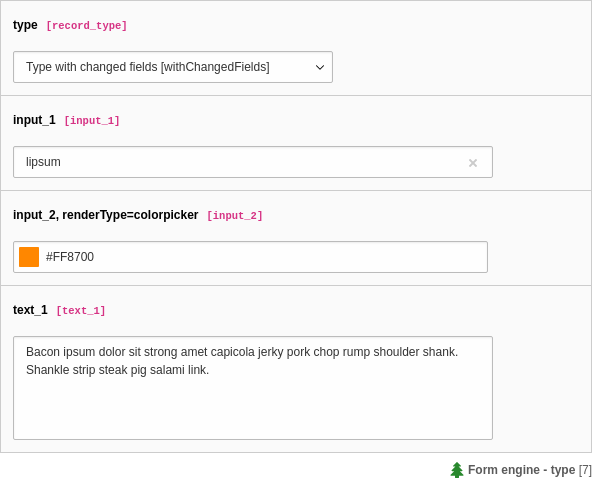 type [record_type]
Type with changed fields [withChangedFields]
input_1 [input_1]
lipsum
input_2, renderType=colorpicker [input_2]
#FF8700
text_1 [text_1]
Bacon ipsum dolor sit strong amet capicola jerky pork chop rump shoulder shank.
Shankle strip steak pig salami link.
Form engine - type [7]